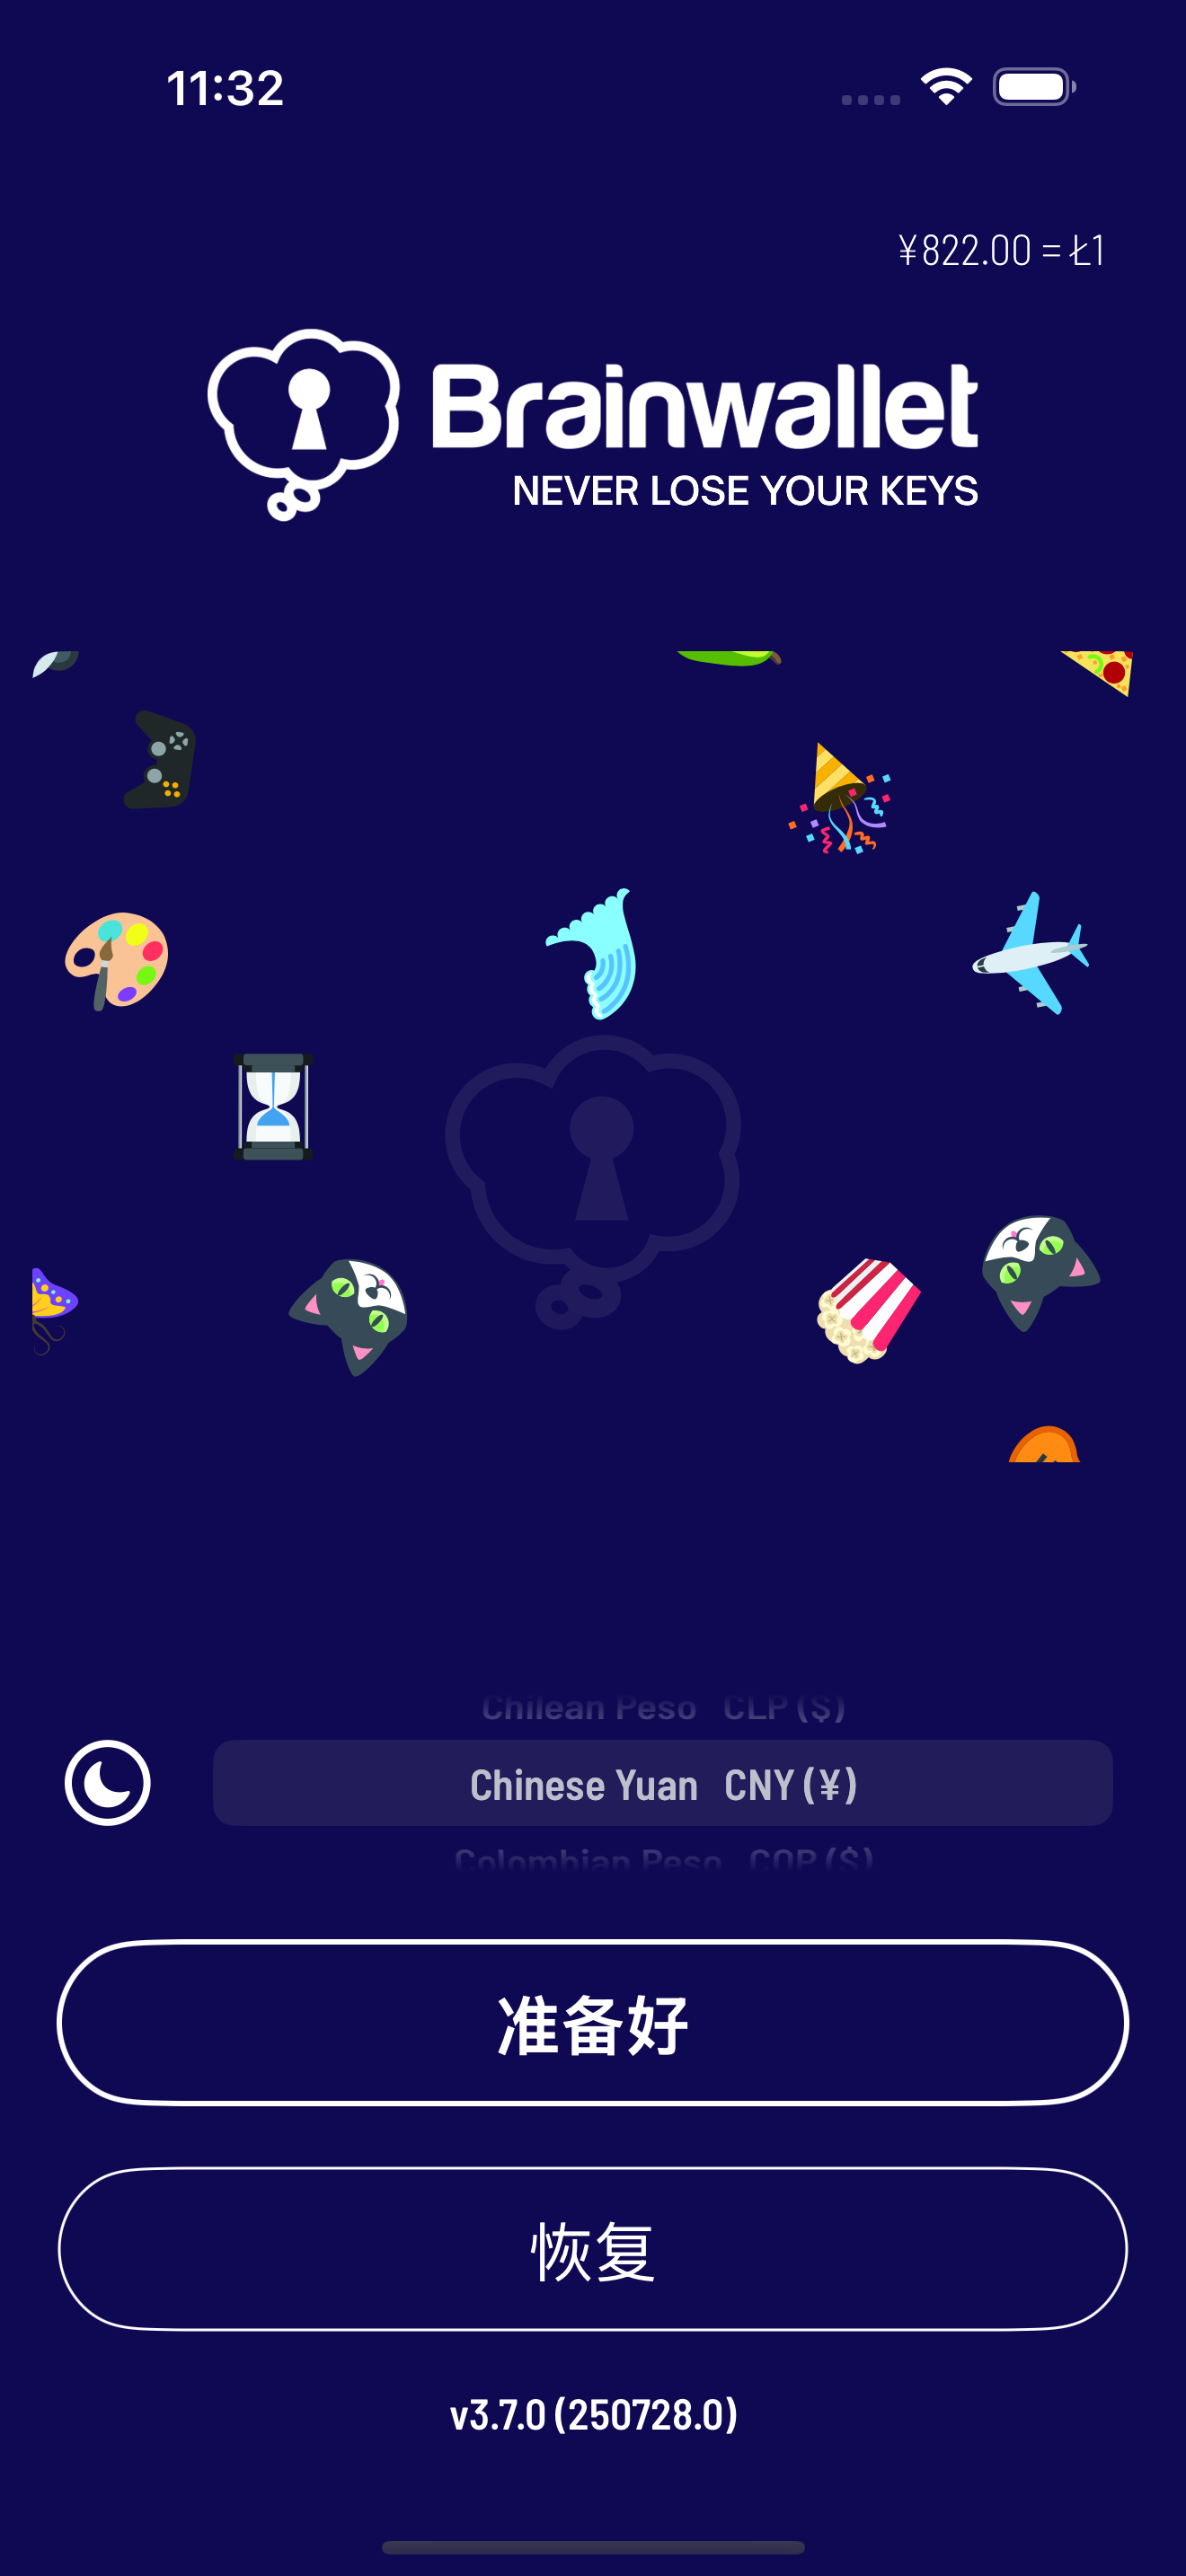 11:32
¥822.00 = Ł1
Brainwallet
NEVER LOSE YOUR KEYS
Chilean Peso CLP ($)
Chinese Yuan CNY (¥)
Colombian Peso COP ($)
准备好
恢复
v3.7.0 (250728.0)